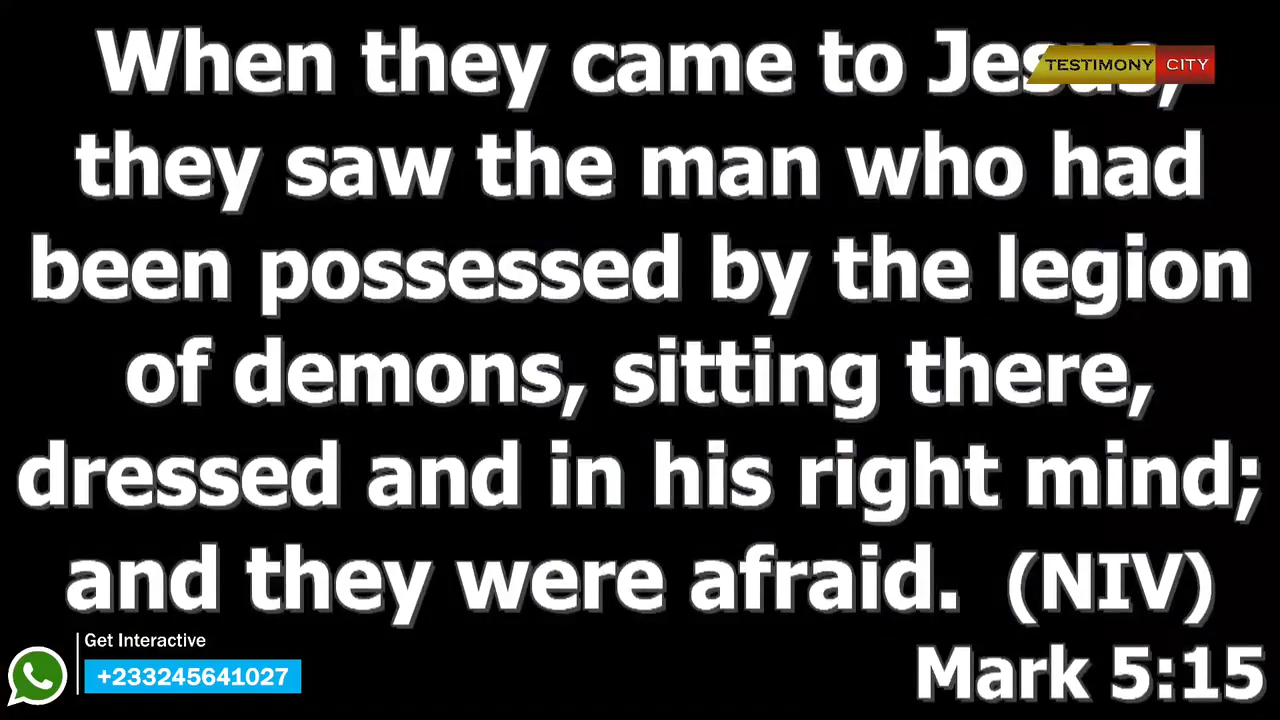 When they came to Jesus,
TESTIMONY CITY
they saw the man who had
been possessed by the legion
of demons, sitting there,
dressed and in his right mind;
and they were afraid. (NIV)
Mark 5:15
Get Interactive
+233245641027